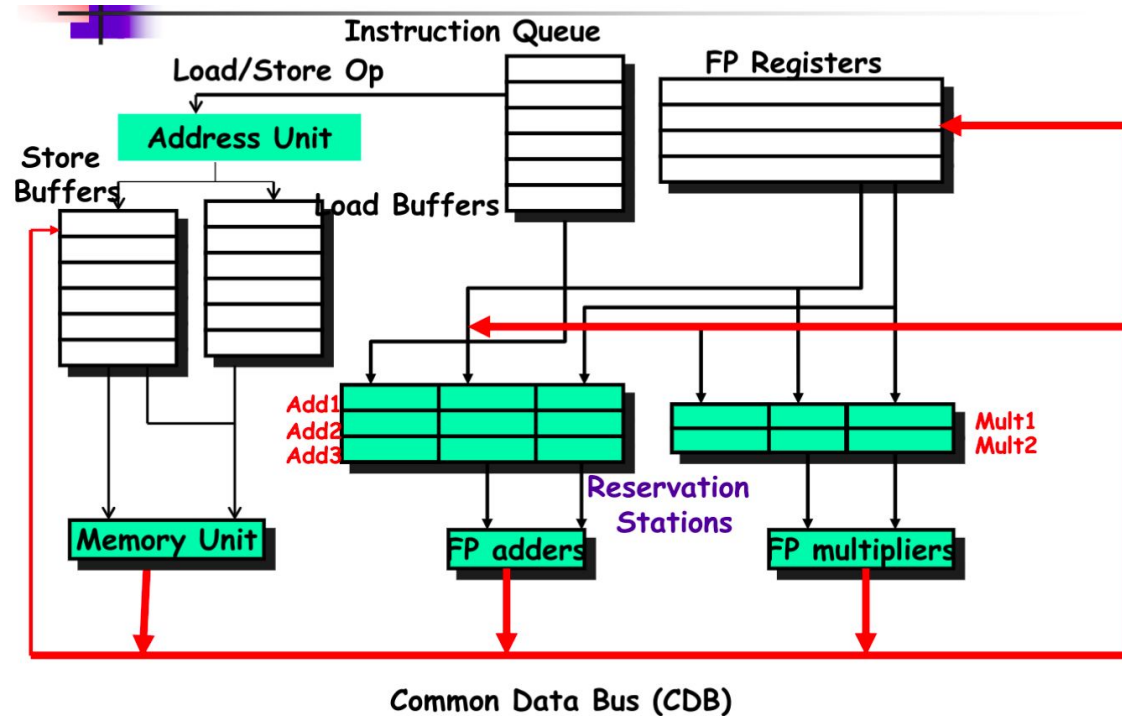 Instruction Queue
Load/Store Op
FP Registers
Address Unit
Store
Buffers
Load Buffers
Add1
Add2
Add3
Mult1
Mult2
Reservation
Stations
Memory Unit
FP adders
FP multipliers
Common Data Bus (CDB)